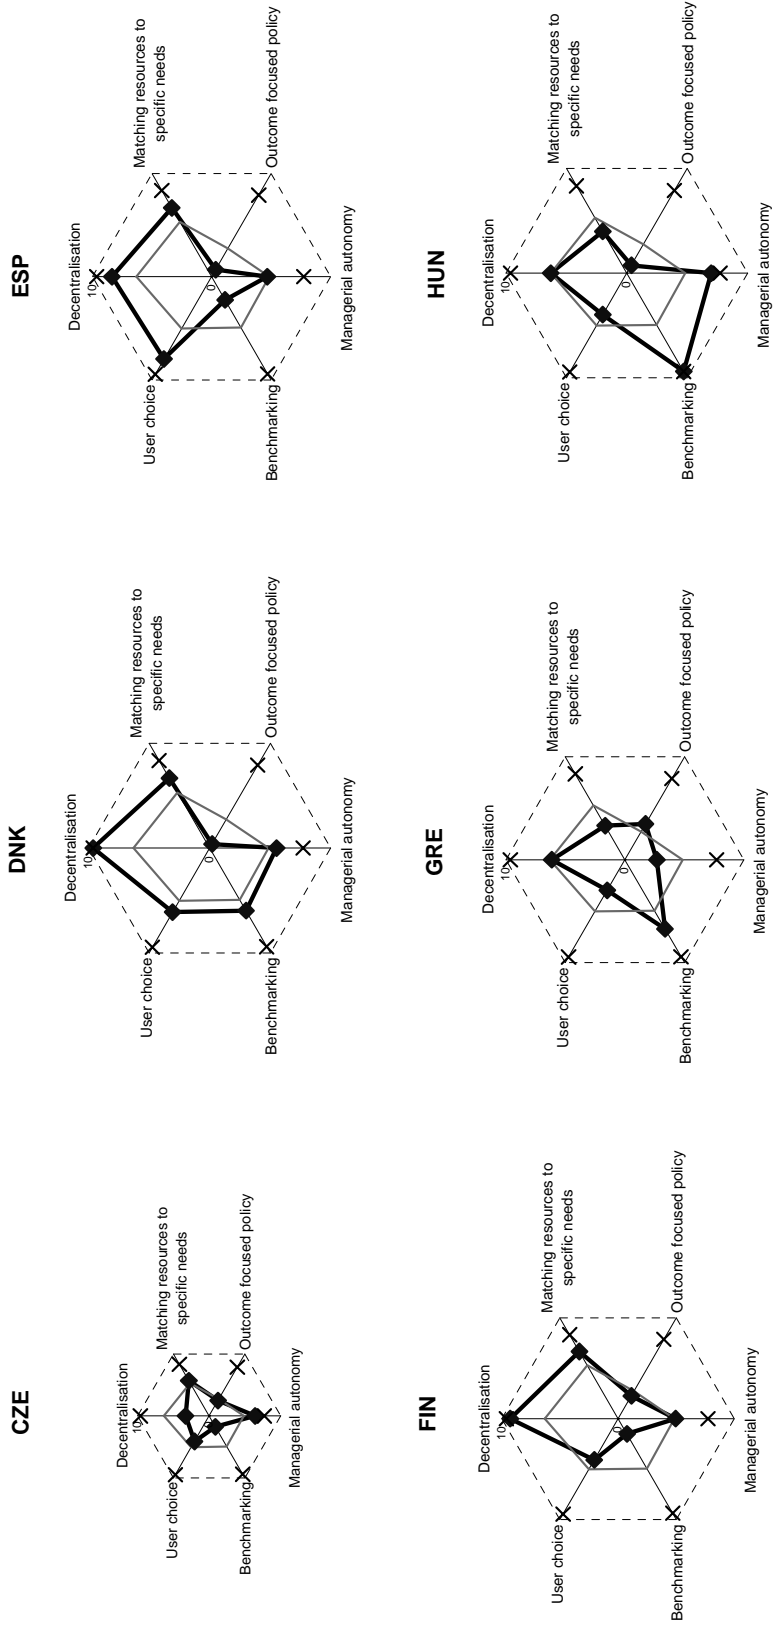 CZE
Decentralisation
10
Matching resources to
specific needs
User choice
0
Outcome focused policy
Benchmarking
Managerial autonomy
DNK
Decentralisation
10
Matching resources to
specific needs
User choice
0
Outcome focused policy
Benchmarking
Managerial autonomy
ESP
Decentralisation
10
Matching resources to
specific needs
User choice
0
Outcome focused policy
Benchmarking
Managerial autonomy
FIN
Decentralisation
10
Matching resources to
specific needs
User choice
0
Outcome focused policy
Benchmarking
Managerial autonomy
GRE
Decentralisation
10
Matching resources to
specific needs
User choice
0
Outcome focused policy
Benchmarking
Managerial autonomy
HUN
Decentralisation
10
Matching resources to
specific needs
User choice
0
Outcome focused policy
Benchmarking
Managerial autonomy